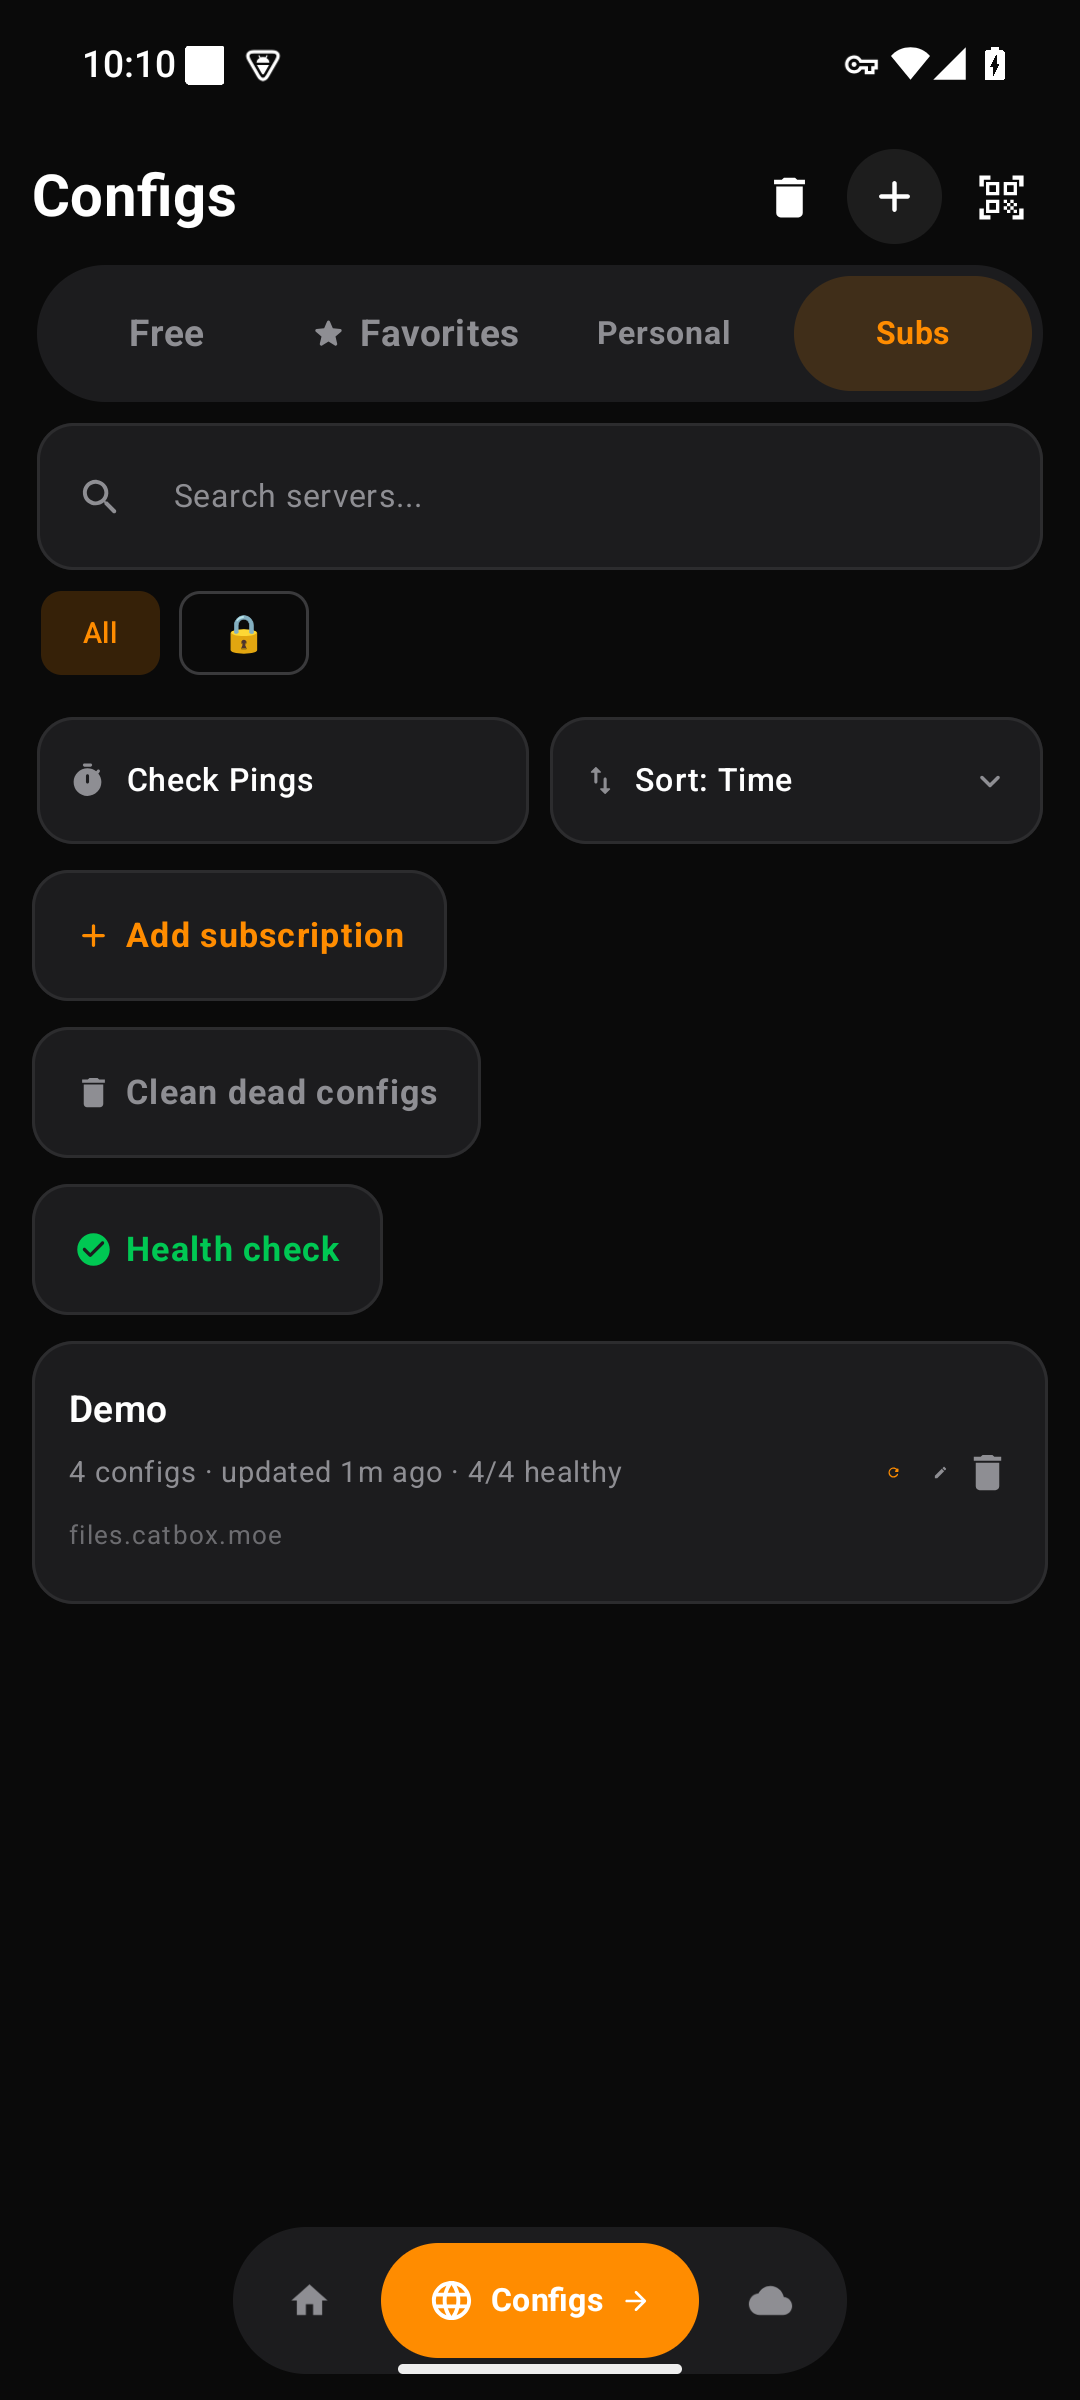 10:10
Configs
Free
Favorites
Personal
Subs
Search servers...
All
Check Pings
Sort: Time
Add subscription
Clean dead configs
Health check
Demo
4 configs · updated 1m ago · 4/4 healthy
files.catbox.moe
Configs